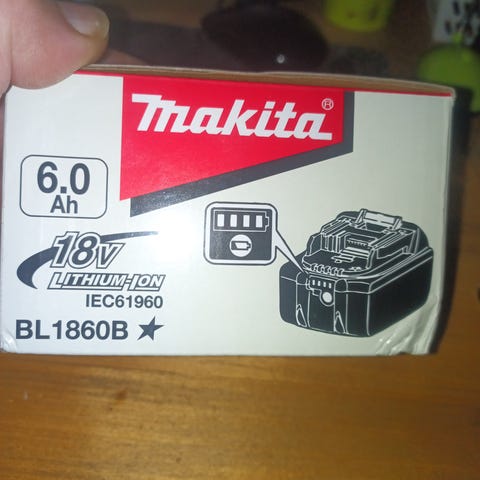 makita®
6.0
Ah
18V
LITHIUM-ION
IEC61960
BL1860B ★